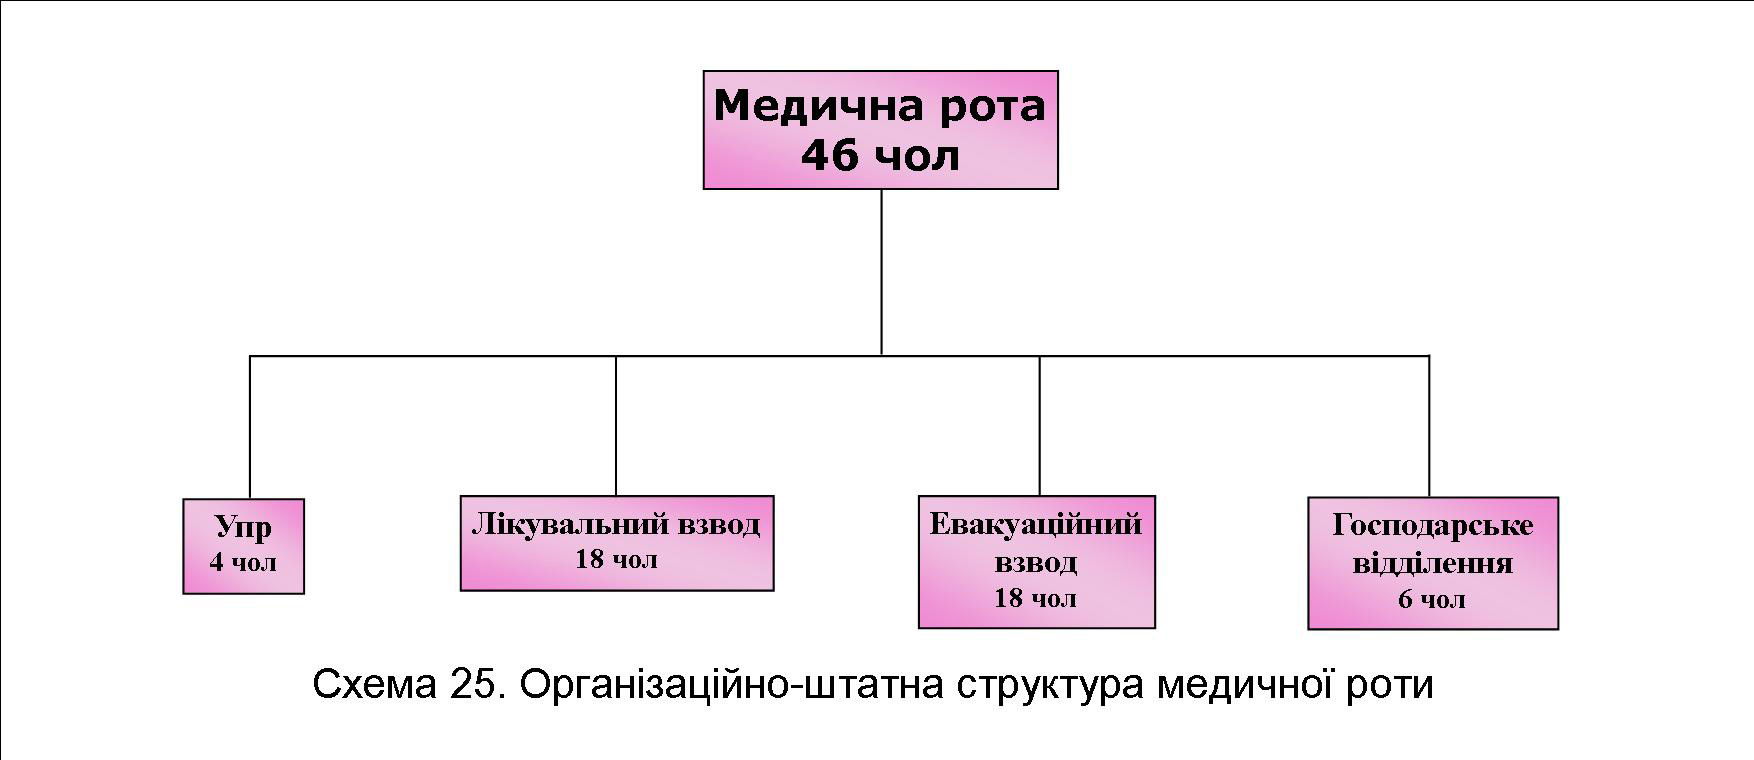 Медична рота
46 чол
Упр
4 чол
Лікувальний взвод
18 чол
Евакуаційний
взвод
18 чол
Господарське
відділення
6 чол
Схема 25. Організаційно-штатна структура медичної роти